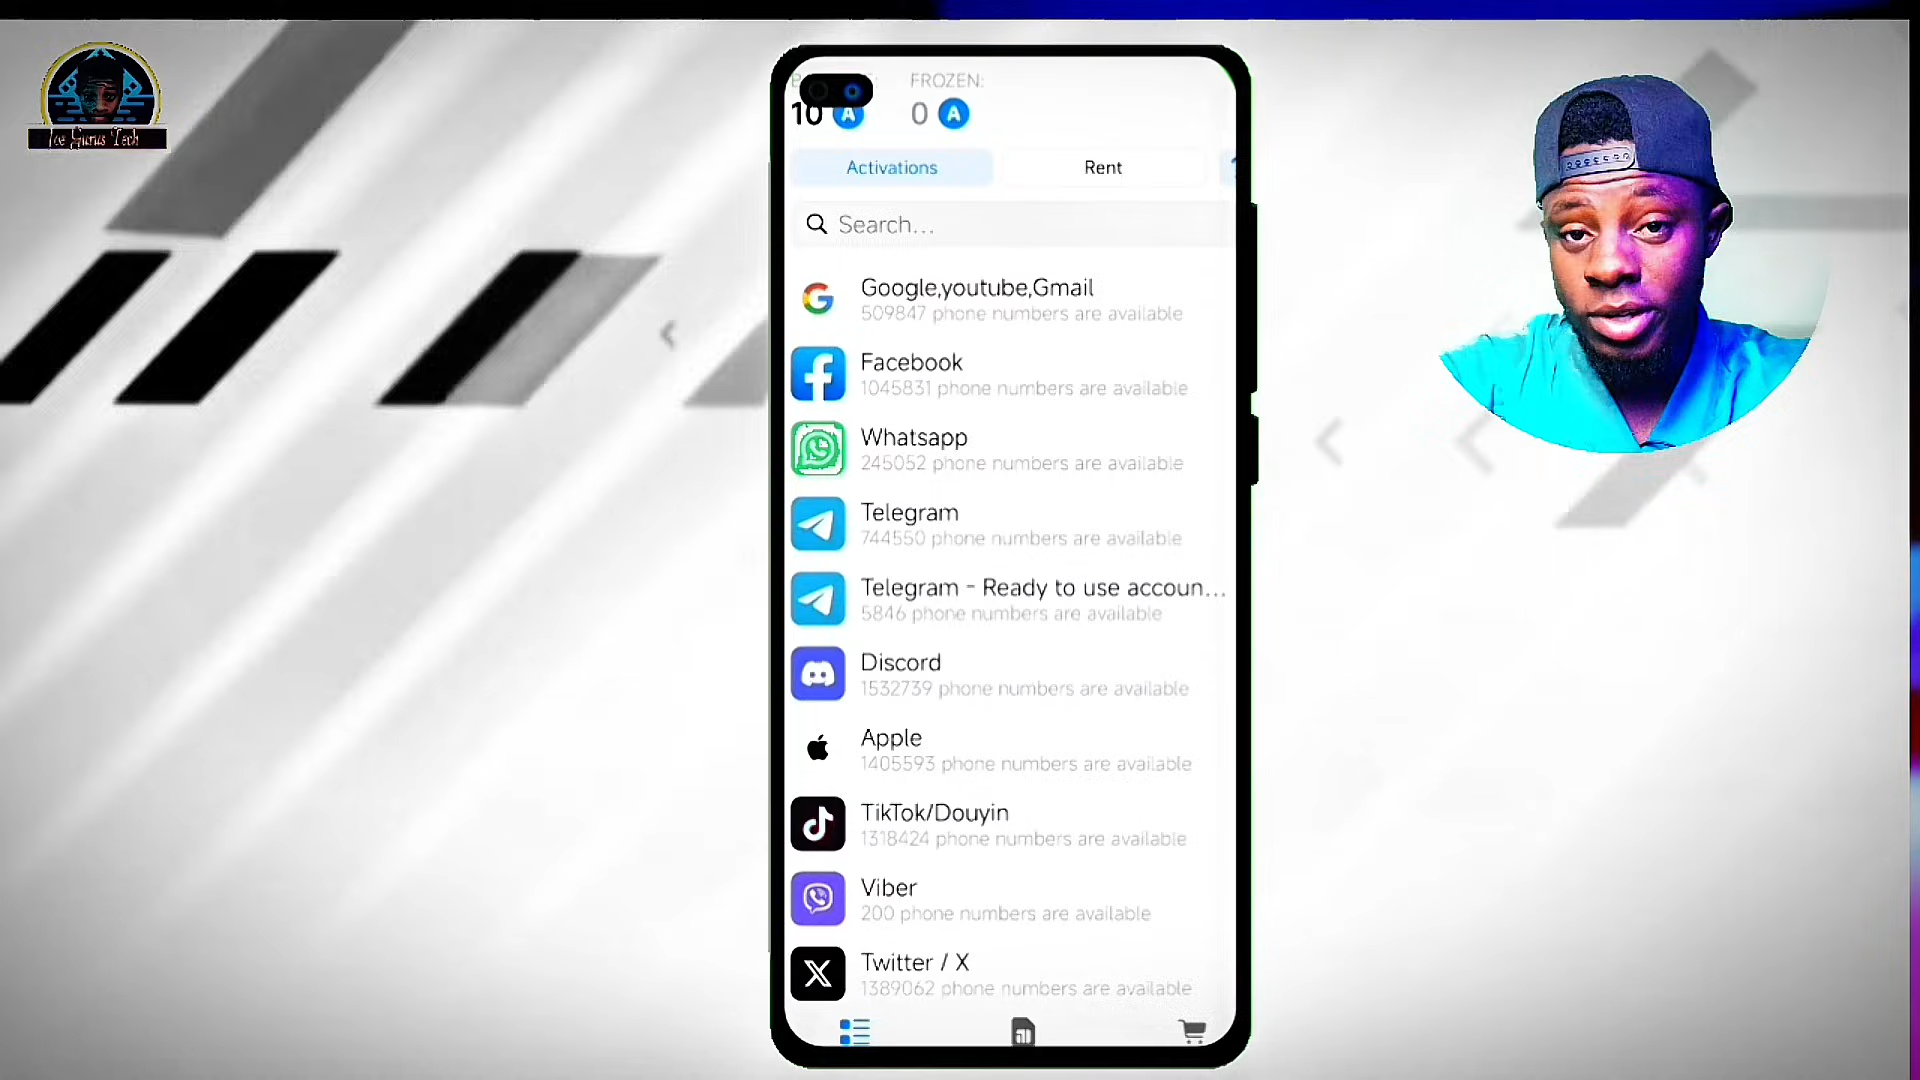 Ice Gurus Tech
FROZEN:
10
0
Activations
Rent
Search...
Google,youtube,Gmail
509847 phone numbers are available
Facebook
1045831 phone numbers are available
Whatsapp
245052 phone numbers are available
Telegram
744550 phone numbers are available
Telegram - Ready to use accoun...
5846 phone numbers are available
Discord
1532739 phone numbers are available
Apple
1405593 phone numbers are available
TikTok/Douyin
1318424 phone numbers are available
Viber
200 phone numbers are available
Twitter / X
1389062 phone numbers are available